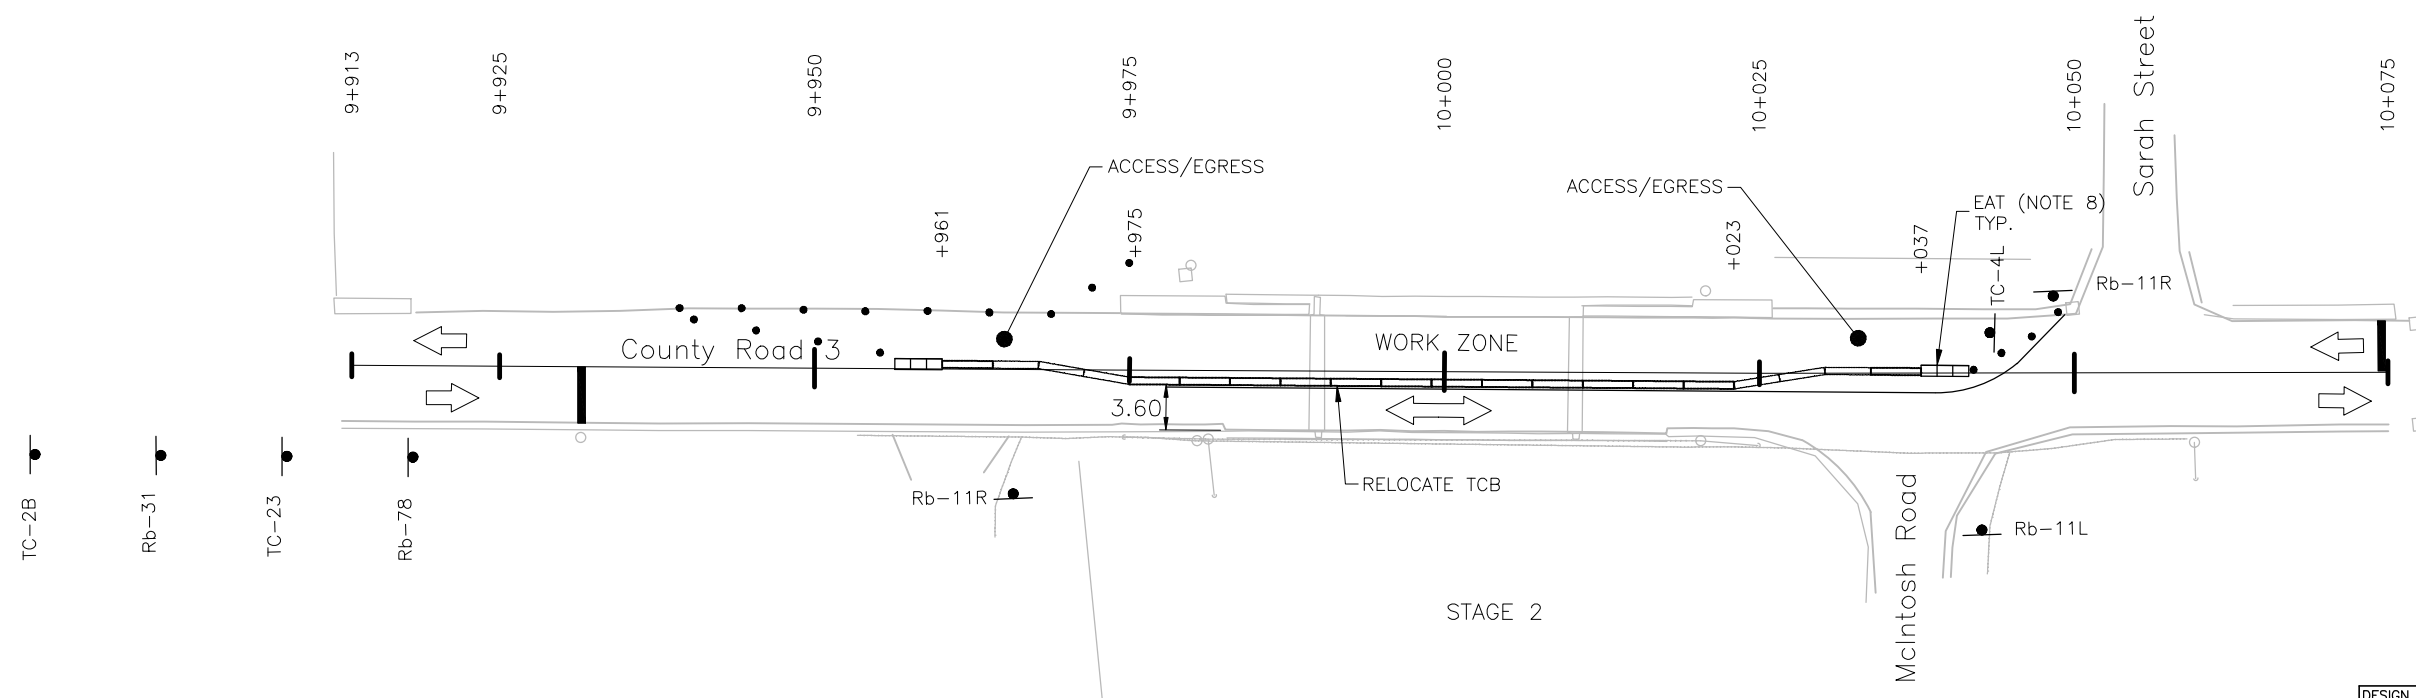 9+913
9+925
9+950
9+975
10+000
10+025
10+050
10+075
Sarah Street
ACCESS/EGRESS
ACCESS/EGRESS
EAT (NOTE 8)
TYP.
+961
+975
+023
+037
TC-4L
Rb-11R
County Road 3
WORK ZONE
3.60
RELOCATE TCB
Rb-11R
Rb-11L
TC-2B
Rb-31
TC-23
Rb-78
McIntosh Road
STAGE 2
DESIGN